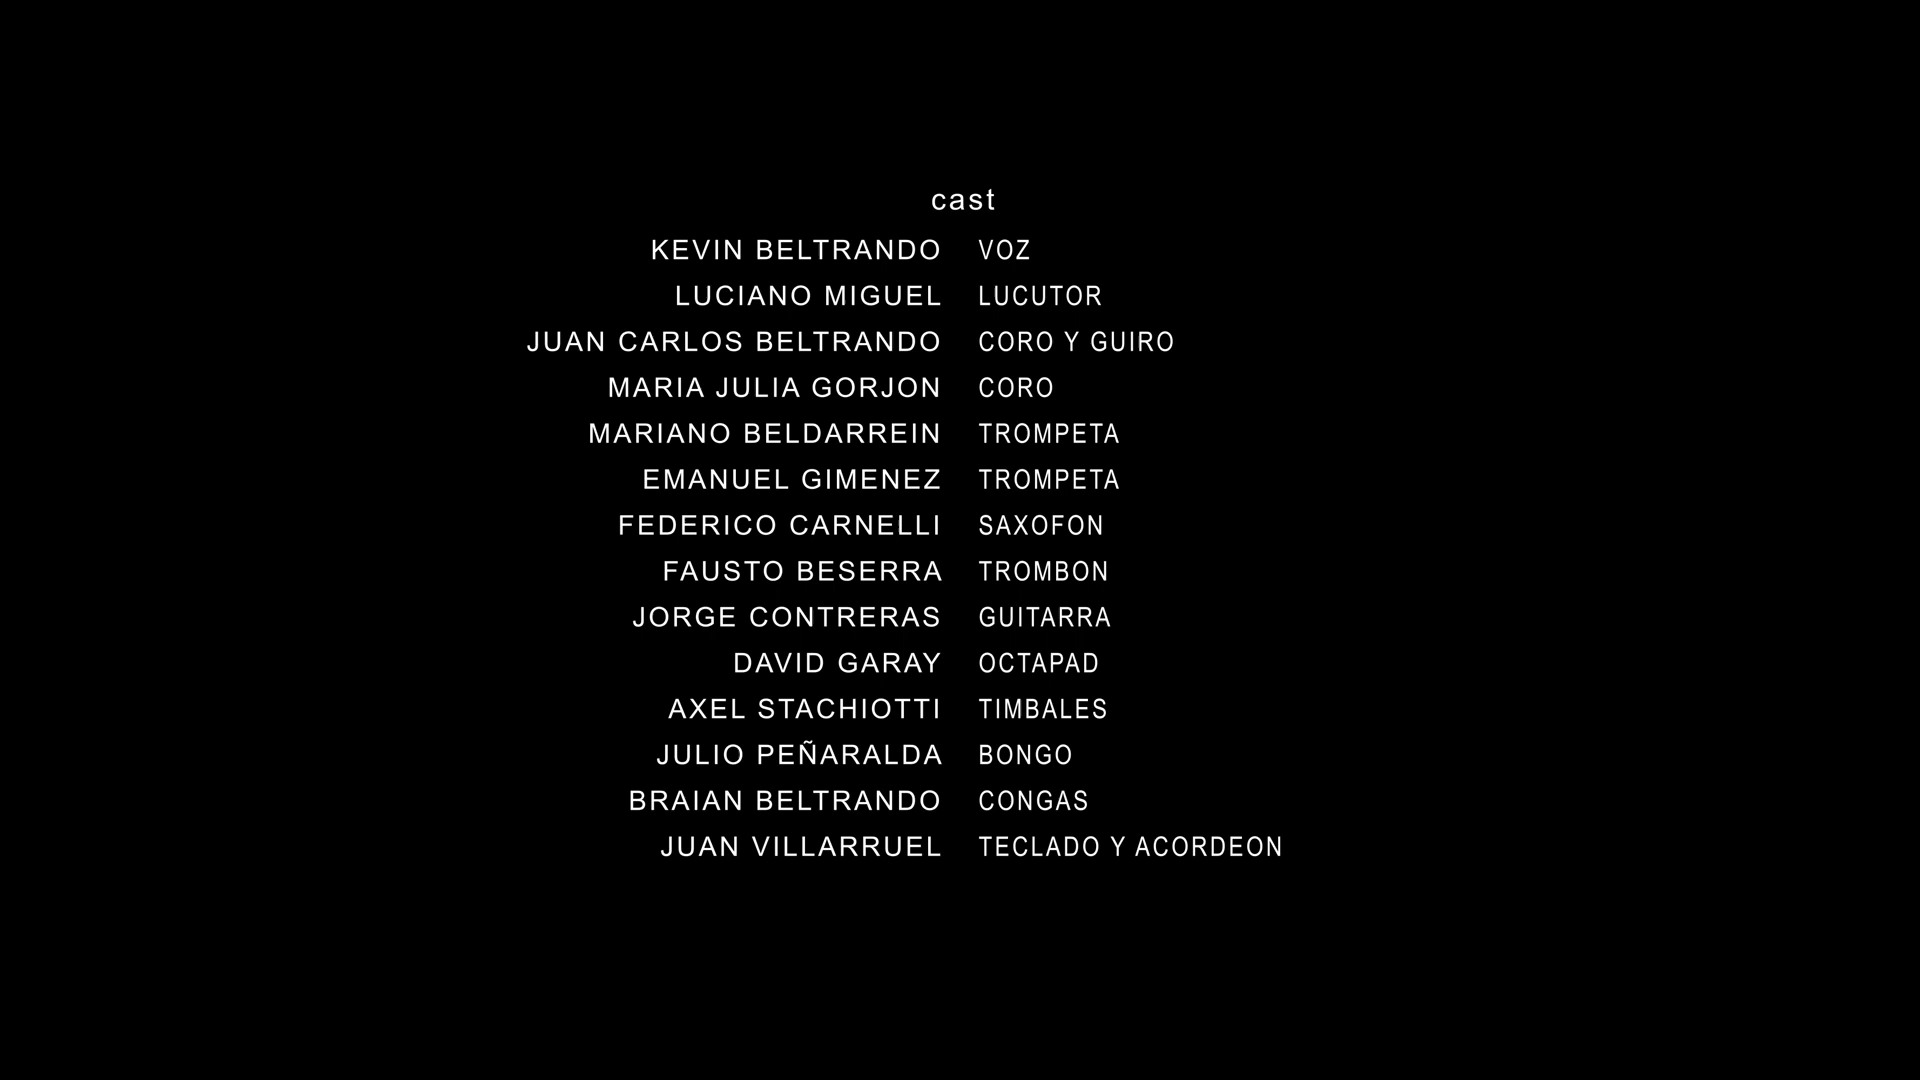 cast
KEVIN BELTRANDO VOZ
LUCIANO MIGUEL LUCUTOR
JUAN CARLOS BELTRANDO CORO Y GUIRO
MARIA JULIA GORJON CORO
MARIANO BELDARREIN TROMPETA
EMANUEL GIMENEZ TROMPETA
FEDERICO CARNELLI SAXOFON
FAUSTO BESERRA TROMBON
JORGE CONTRERAS GUITARRA
DAVID GARAY OCTAPAD
AXEL STACHIOTTI TIMBALES
JULIO PEÑARALDA BONGO
BRAIAN BELTRANDO CONGAS
JUAN VILLARRUEL TECLADO Y ACORDEON